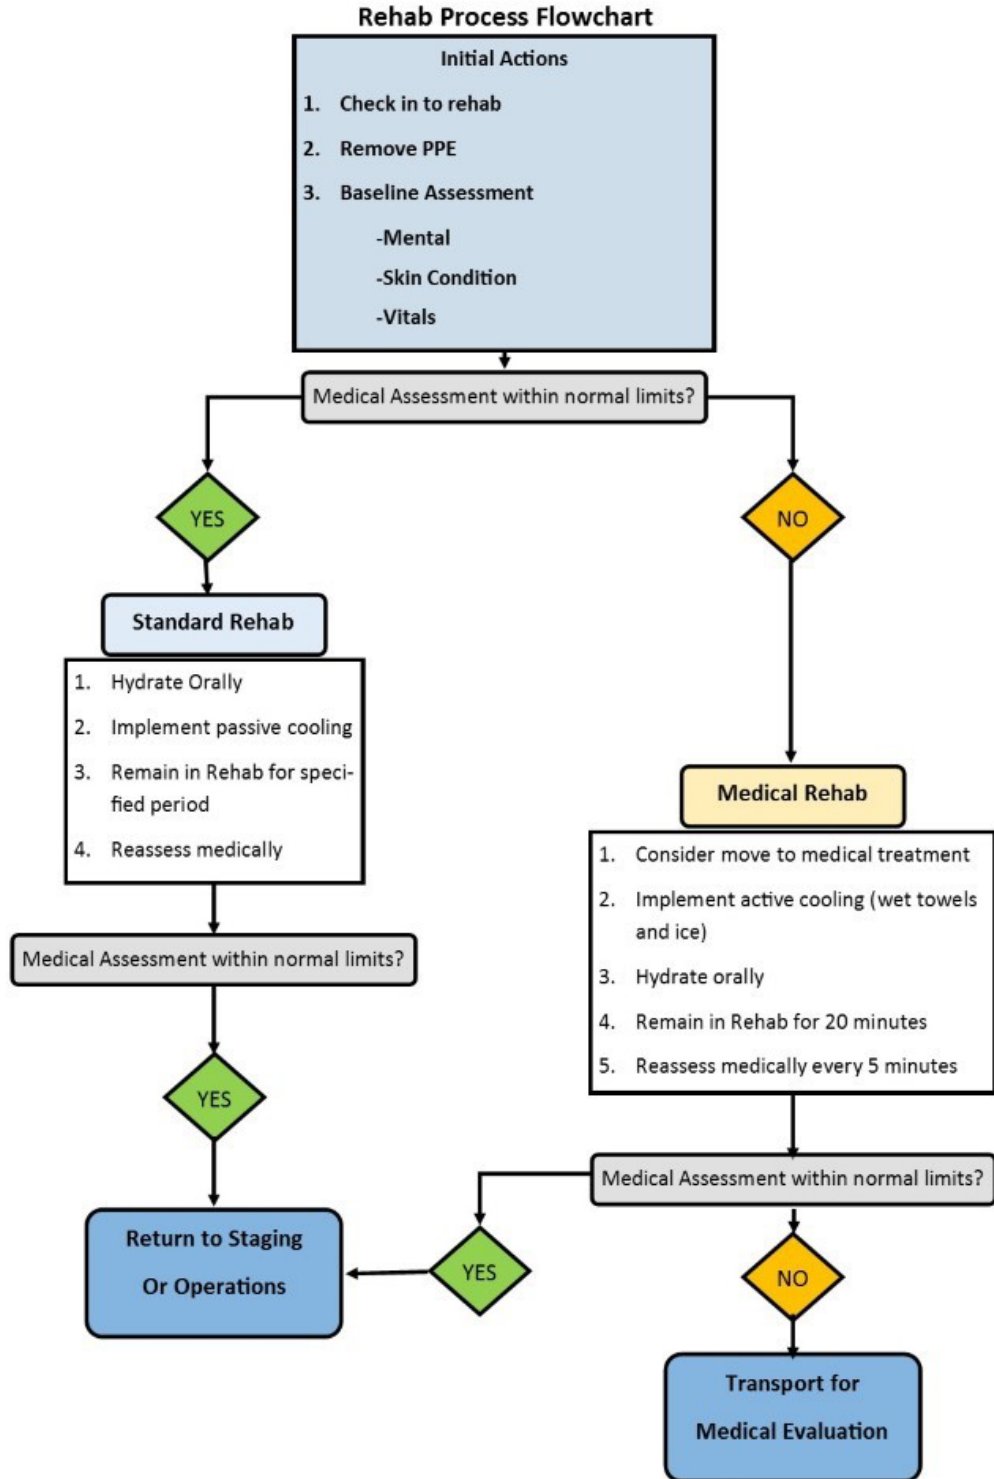 Rehab Process Flowchart
Initial Actions
1. Check in to rehab
2. Remove PPE
3. Baseline Assessment
-Mental
-Skin Condition
-Vitals
Medical Assessment within normal limits?
YES
NO
Standard Rehab
1. Hydrate Orally
2. Implement passive cooling
3. Remain in Rehab for speci-
fied period
4. Reassess medically
Medical Assessment within normal limits?
YES
Return to Staging
Or Operations
Medical Rehab
1. Consider move to medical treatment
2. Implement active cooling (wet towels
and ice)
3. Hydrate orally
4. Remain in Rehab for 20 minutes
5. Reassess medically every 5 minutes
Medical Assessment within normal limits?
YES
NO
Transport for
Medical Evaluation